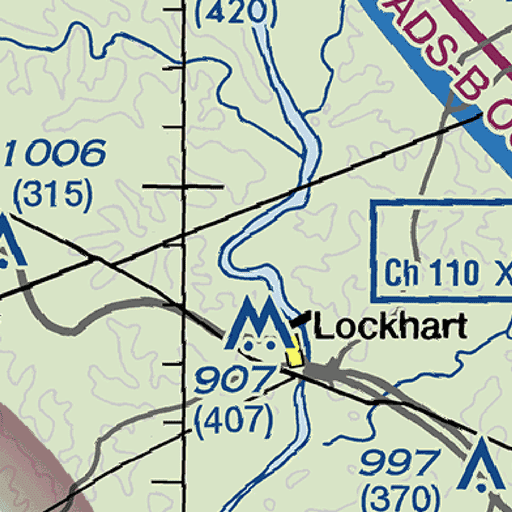 (420)
ADS-B
1006
(315)
Ch 110 X
Lockhart
907
(407)
997
(370)